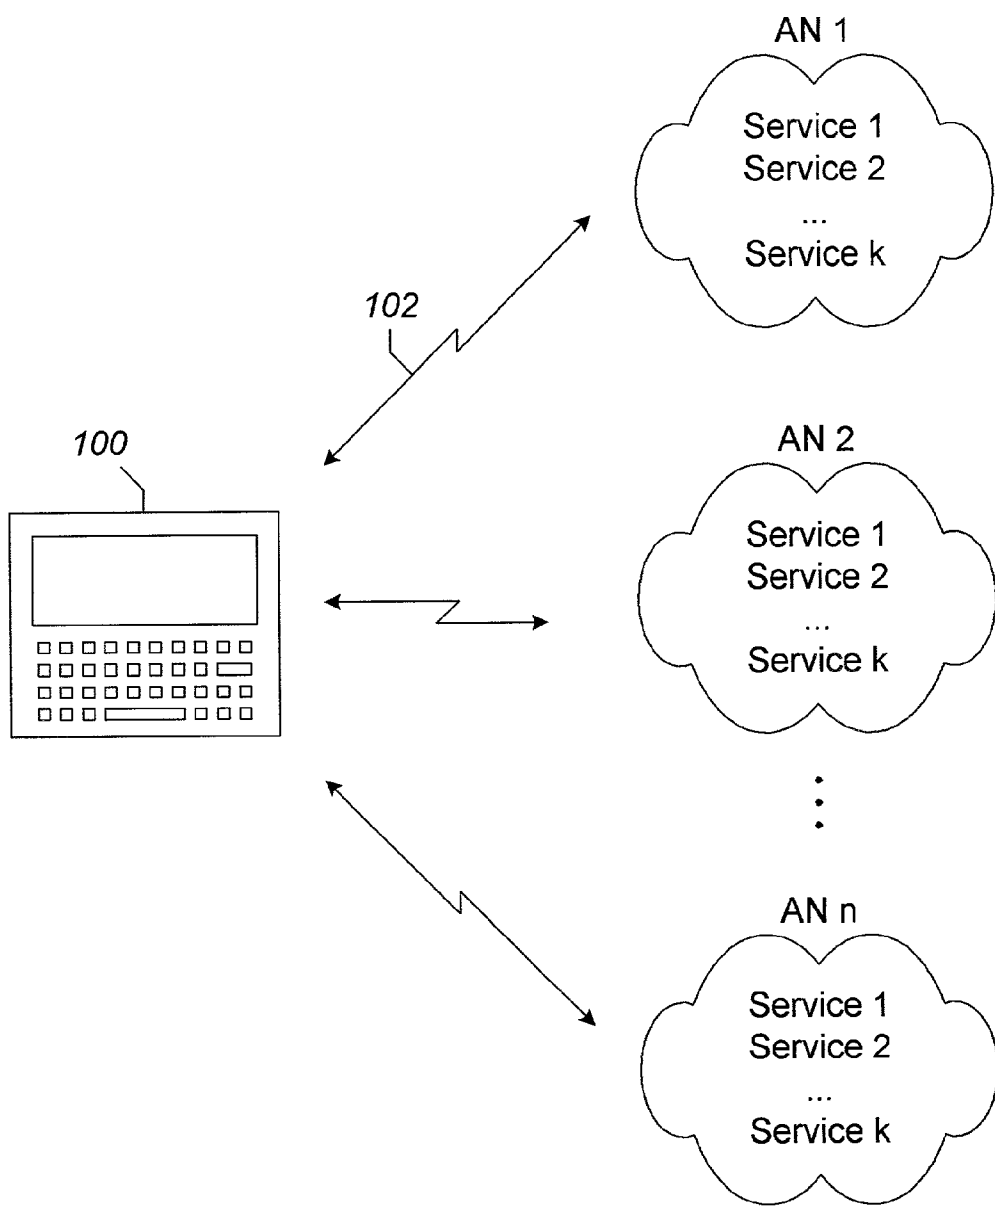 AN 1
Service 1
Service 2
...
Service k
102
100
AN 2
Service 1
Service 2
...
Service k
AN n
Service 1
Service 2
...
Service k